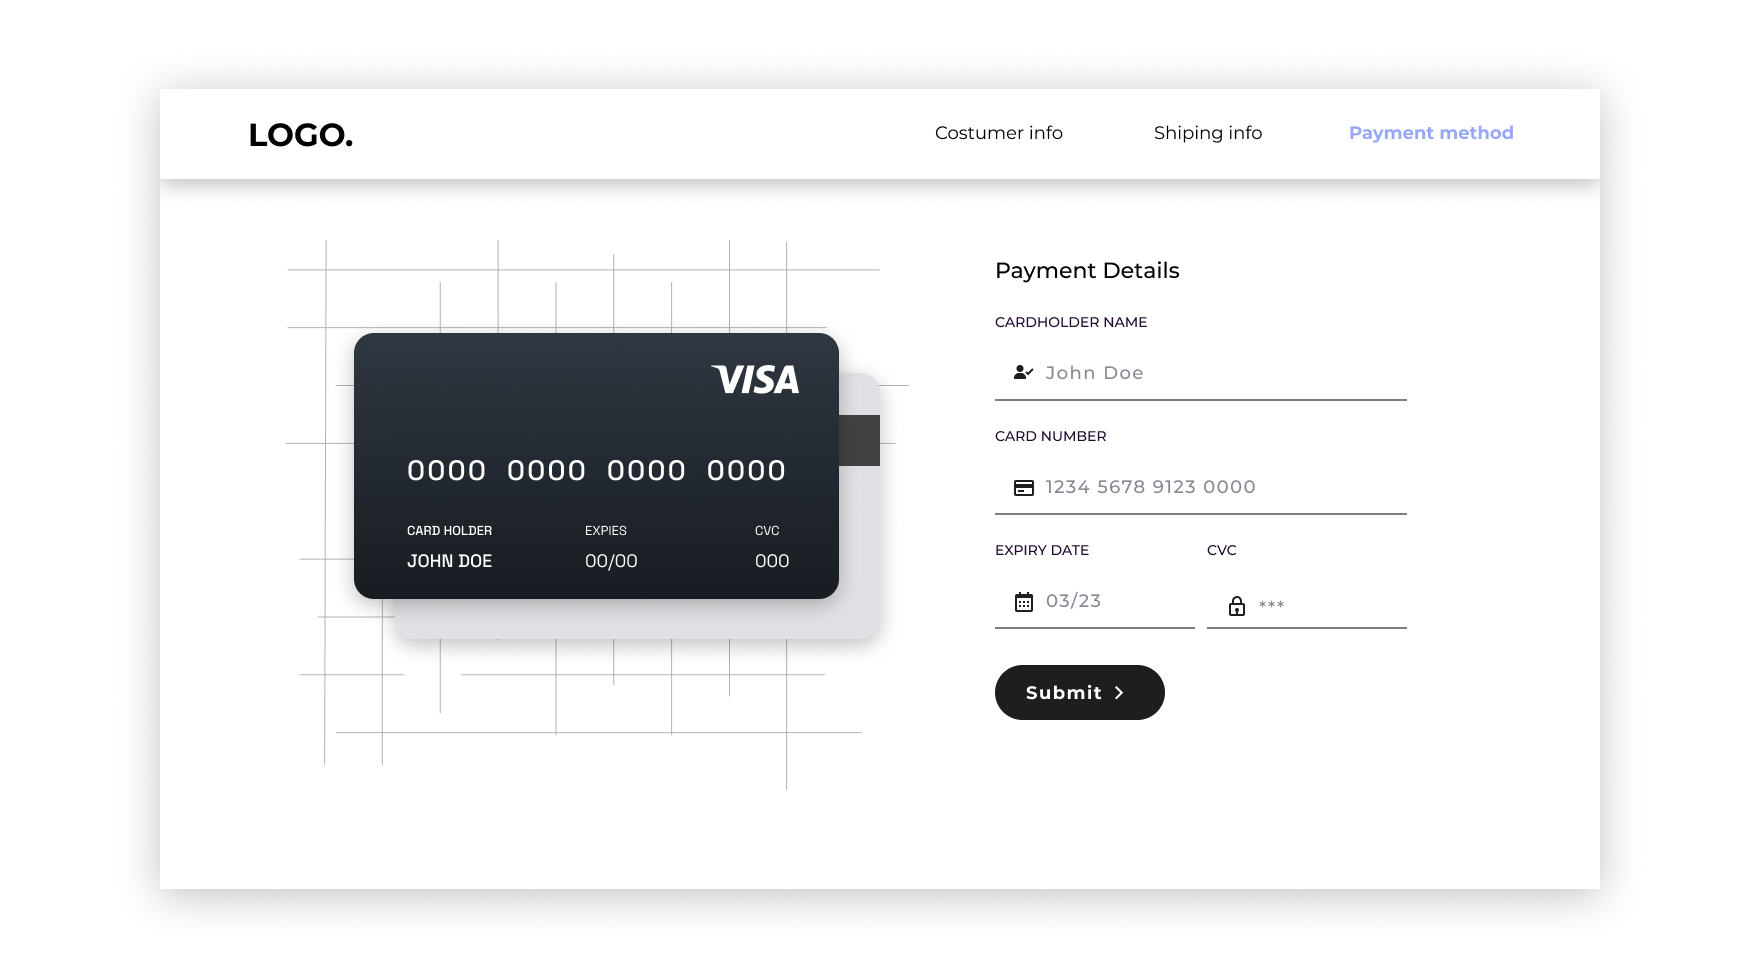 LOGO.
Costumer info
Shiping info
Payment method
VISA
0000 0000 0000 0000
CARD HOLDER
EXPIES
CVC
JOHN DOE
00/00
000
Payment Details
CARDHOLDER NAME
John Doe
CARD NUMBER
1234 5678 9123 0000
EXPIRY DATE
CVC
03/23
***
Submit